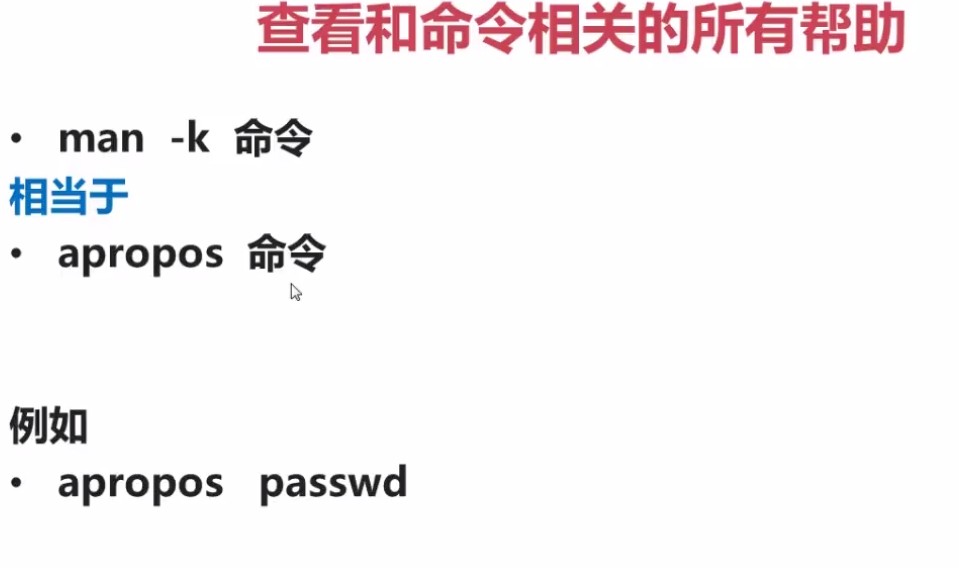 查看和命令相关的所有帮助
• man -k 命令
相当于
• apropos 命令
例如
• apropos passwd